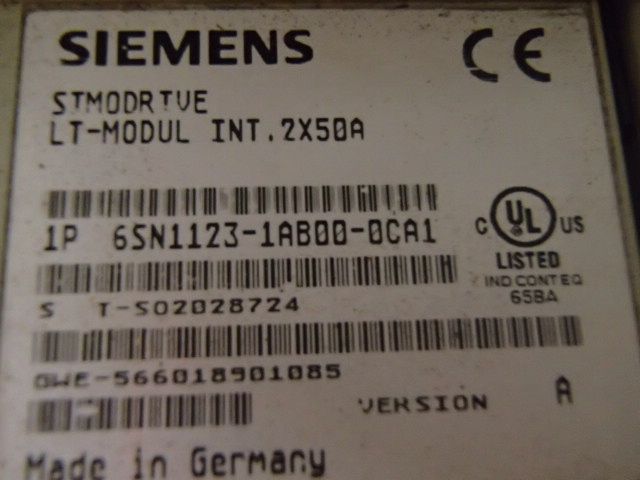 SIEMENS
CE
SIMODRIVE
LT-MODUL INT.2X50A
1P 6SN1123-1AB00-0CA1
C UL US
LISTED
IND CONT EQ
65BA
S T-S02028724
GWE-566018901085
VERSION A
Made in Germany